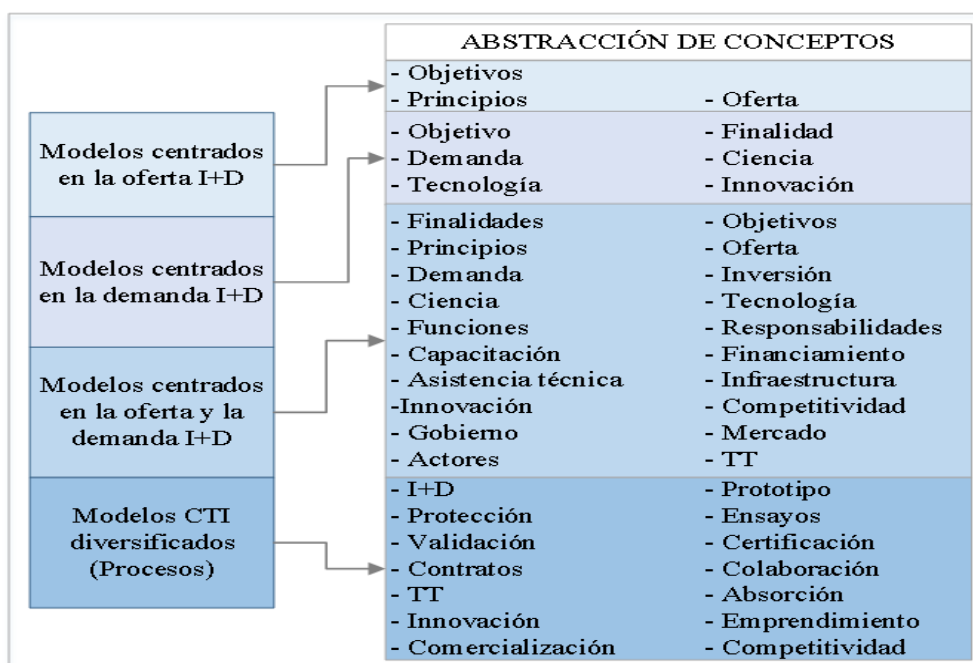 ABSTRACCIÓN DE CONCEPTOS
Modelos centrados
en la oferta I+D
- Objetivos
- Principios - Oferta
Modelos centrados
en la demanda I+D
- Objetivo - Finalidad
- Demanda - Ciencia
- Tecnología - Innovación
Modelos centrados
en la oferta y la
demanda I+D
- Finalidades - Objetivos
- Principios - Oferta
- Demanda - Inversión
- Ciencia - Tecnología
- Funciones - Responsabilidades
- Capacitación - Financiamiento
- Asistencia técnica - Infraestructura
-Innovación - Competitividad
- Gobierno - Mercado
- Actores - TT
Modelos CTI
diversificados
(Procesos)
- I+D - Prototipo
- Protección - Ensayos
- Validación - Certificación
- Contratos - Colaboración
- TT - Absorción
- Innovación - Emprendimiento
- Comercialización - Competitividad